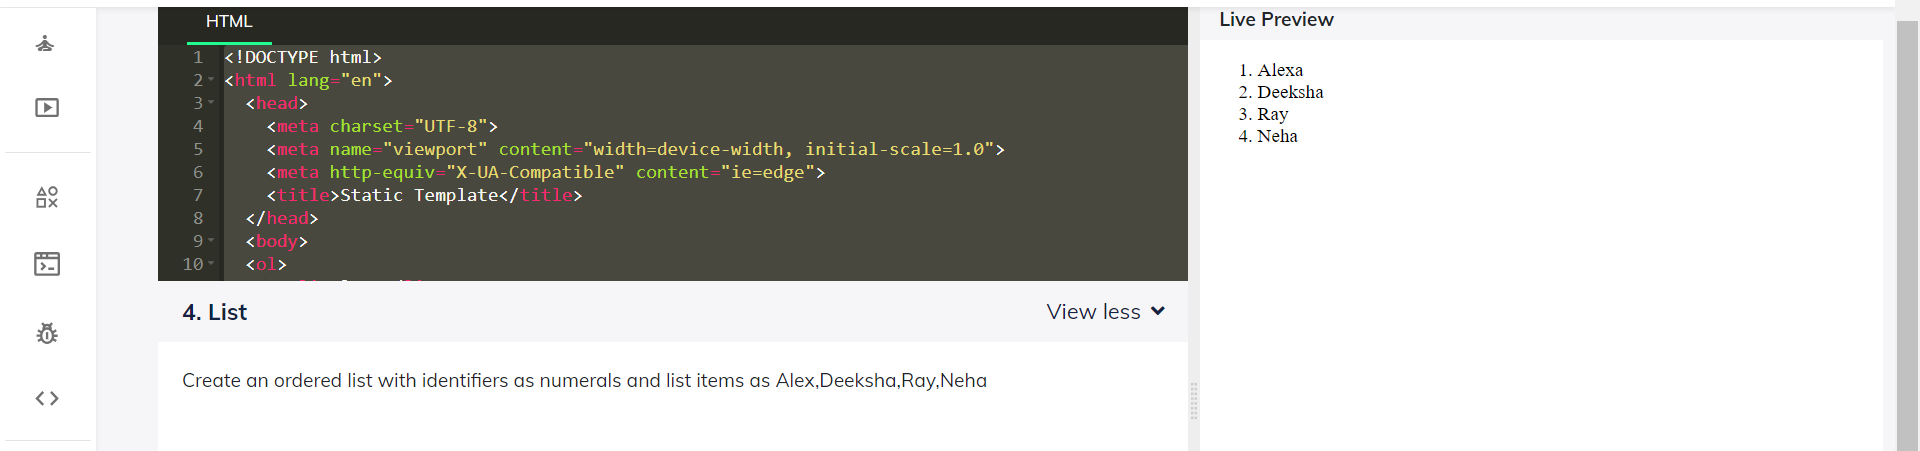 HTML
1 <!DOCTYPE html>
2 <html lang="en">
3 <head>
4 <meta charset="UTF-8">
5 <meta name="viewport" content="width=device-width, initial-scale=1.0">
6 <meta http-equiv="X-UA-Compatible" content="ie=edge">
7 <title>Static Template</title>
8 </head>
9 <body>
10 <ol>
4. List
View less
Create an ordered list with identifiers as numerals and list items as Alex,Deeksha,Ray,Neha
Live Preview
1. Alexa
2. Deeksha
3. Ray
4. Neha